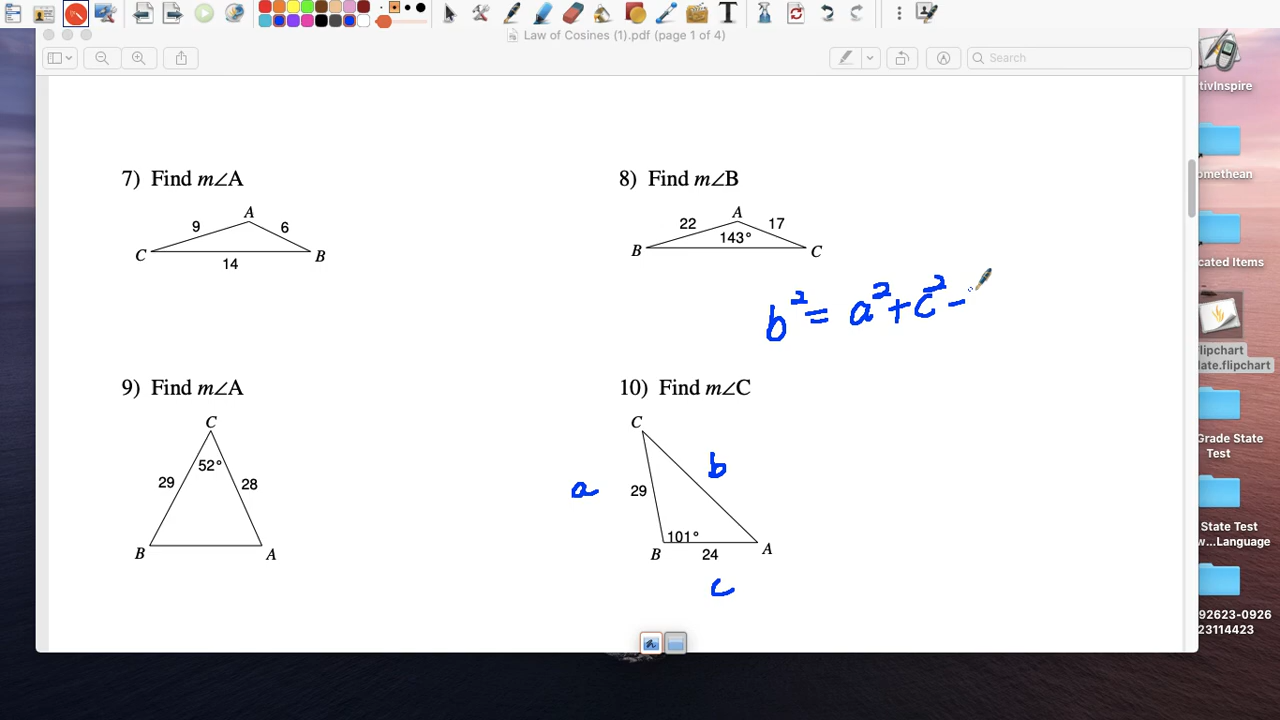 Law of Cosines (1).pdf (page 1 of 4)
Search
7) Find m∠A
A
9
6
C
B
14
8) Find m∠B
A
22
17
143°
B
C
b² = a² + c² -
9) Find m∠A
C
52°
29
28
B
A
10) Find m∠C
C
b
a
29
101°
B
24
A
c
tivInspire
omethean
cated Items
flipchart
late.flipchart
Grade State
Test
State Test
w...Language
92623-0926
23114423